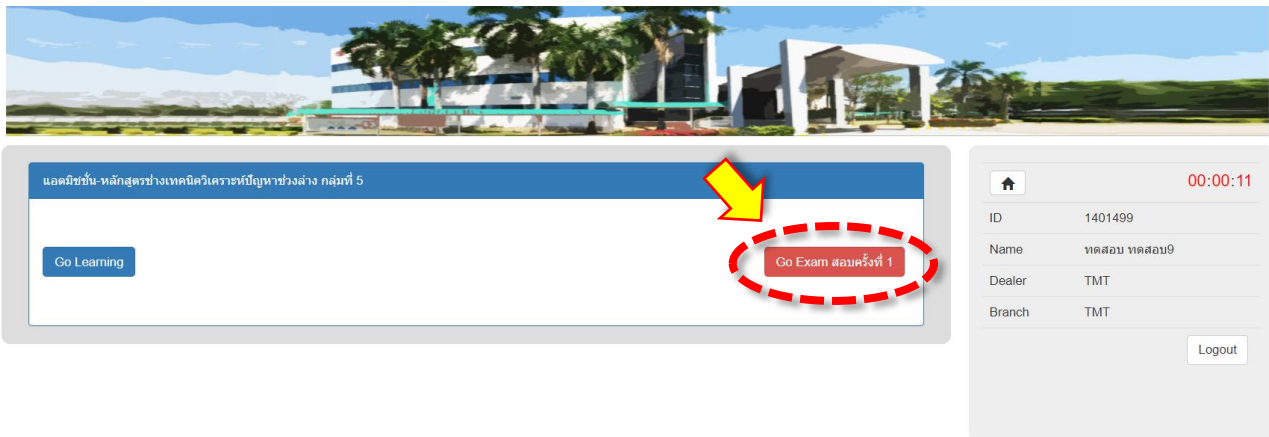 แอดมิชชั่น-หลักสูตรช่างเทคนิควิเคราะห์ปัญหาช่วงล่าง กลุ่มที่ 5
Go Learning
Go Exam สอบครั้งที่ 1
00:00:11
ID 1401499
Name ทดสอบ ทดสอบ9
Dealer TMT
Branch TMT
Logout